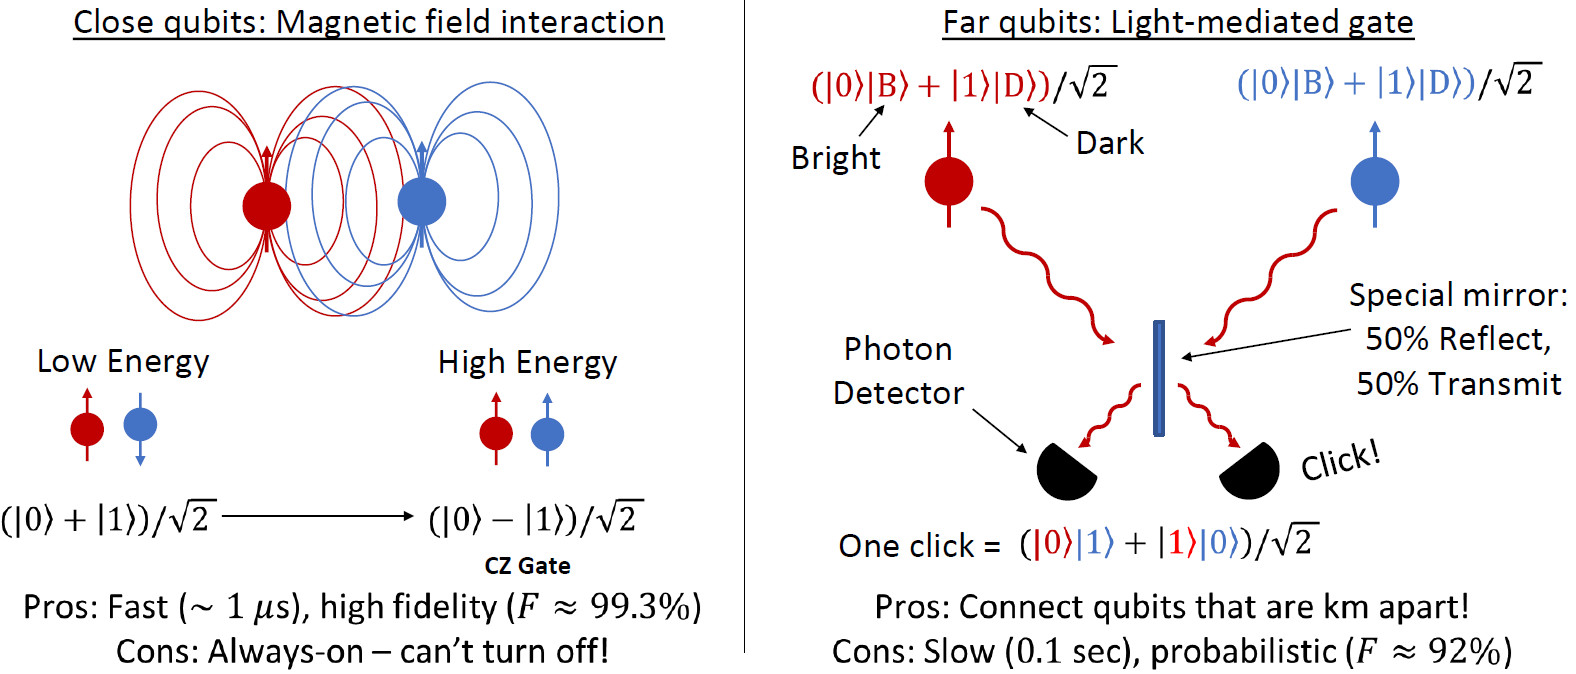 Close qubits: Magnetic field interaction
Low Energy
High Energy
(|0⟩ + |1⟩)/√2
(|0⟩ − |1⟩)/√2
CZ Gate
Pros: Fast (~ 1 μs), high fidelity (F ≈ 99.3%)
Cons: Always-on – can't turn off!
Far qubits: Light-mediated gate
(|0⟩|B⟩ + |1⟩|D⟩)/√2
(|0⟩|B⟩ + |1⟩|D⟩)/√2
Bright
Dark
Special mirror:
50% Reflect,
50% Transmit
Photon
Detector
Click!
One click = (|0⟩|1⟩ + |1⟩|0⟩)/√2
Pros: Connect qubits that are km apart!
Cons: Slow (0.1 sec), probabilistic (F ≈ 92%)